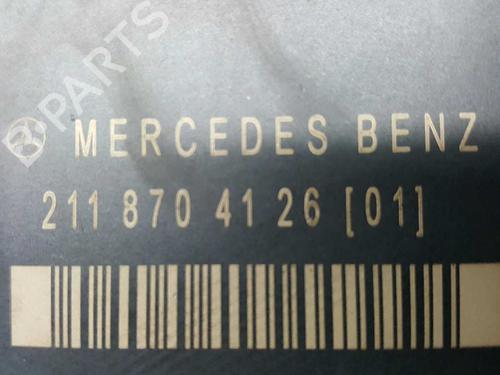 B-PARTS
MERCEDES BENZ
211 870 41 26 [01]